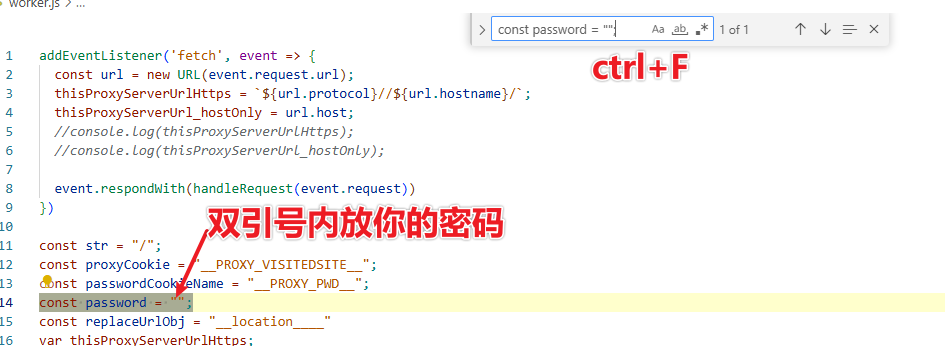 worker.js > ...
const password = "";
Aa ab .* 1 of 1
ctrl+F
1 addEventListener('fetch', event => {
2 const url = new URL(event.request.url);
3 thisProxyServerUrlHttps = `${url.protocol}//${url.hostname}/`;
4 thisProxyServerUrl_hostOnly = url.host;
5 //console.log(thisProxyServerUrlHttps);
6 //console.log(thisProxyServerUrl_hostOnly);
7
8 event.respondWith(handleRequest(event.request))
9 })
10
双引号内放你的密码
11 const str = "/";
12 const proxyCookie = "__PROXY_VISITEDSITE__";
13 const passwordCookieName = "__PROXY_PWD__";
14 const password = "";
15 const replaceUrlObj = "__location____"
16 var thisProxyServerUrlHttps;